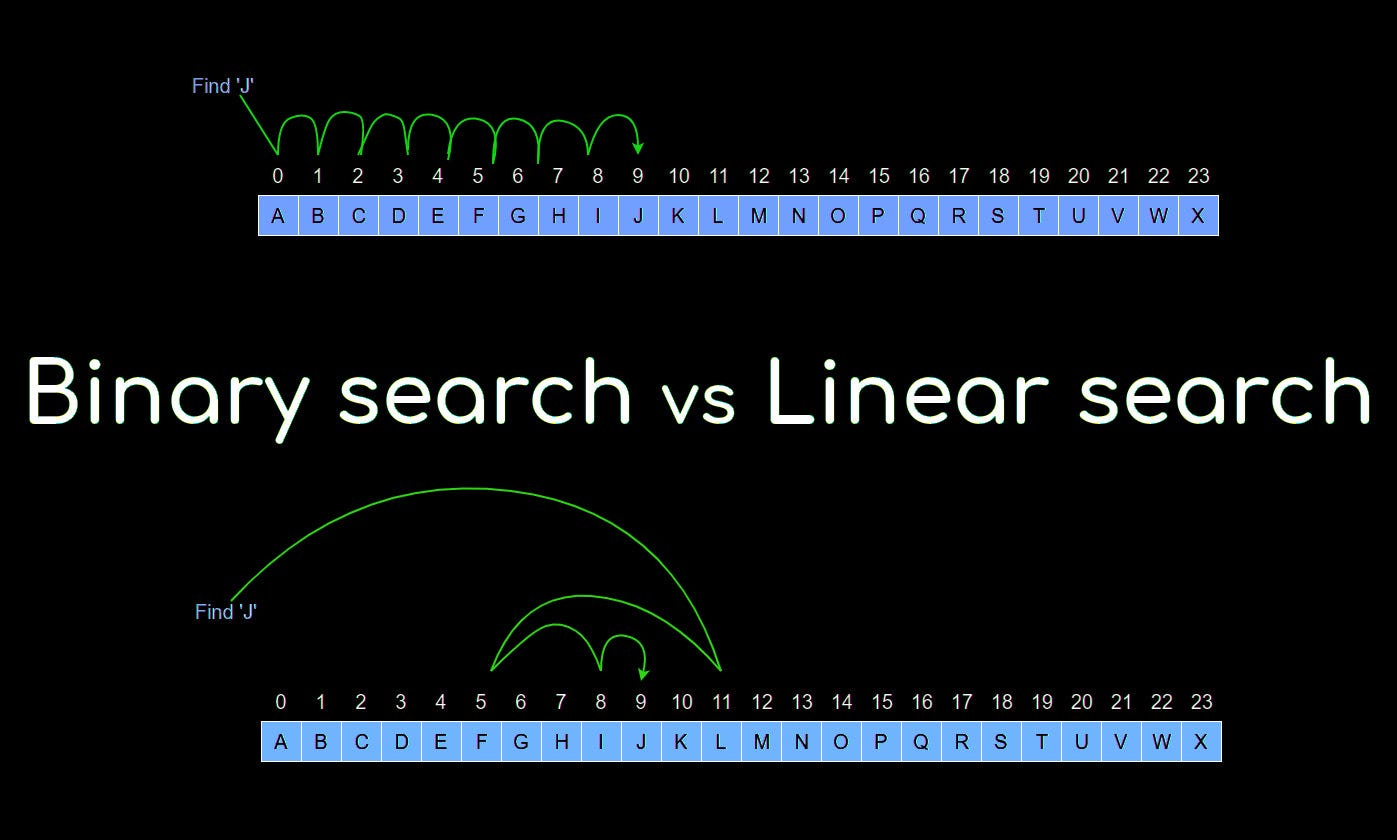 Find 'J'
0 1 2 3 4 5 6 7 8 9 10 11 12 13 14 15 16 17 18 19 20 21 22 23
A B C D E F G H I J K L M N O P Q R S T U V W X
Binary search vs Linear search
Find 'J'
0 1 2 3 4 5 6 7 8 9 10 11 12 13 14 15 16 17 18 19 20 21 22 23
A B C D E F G H I J K L M N O P Q R S T U V W X